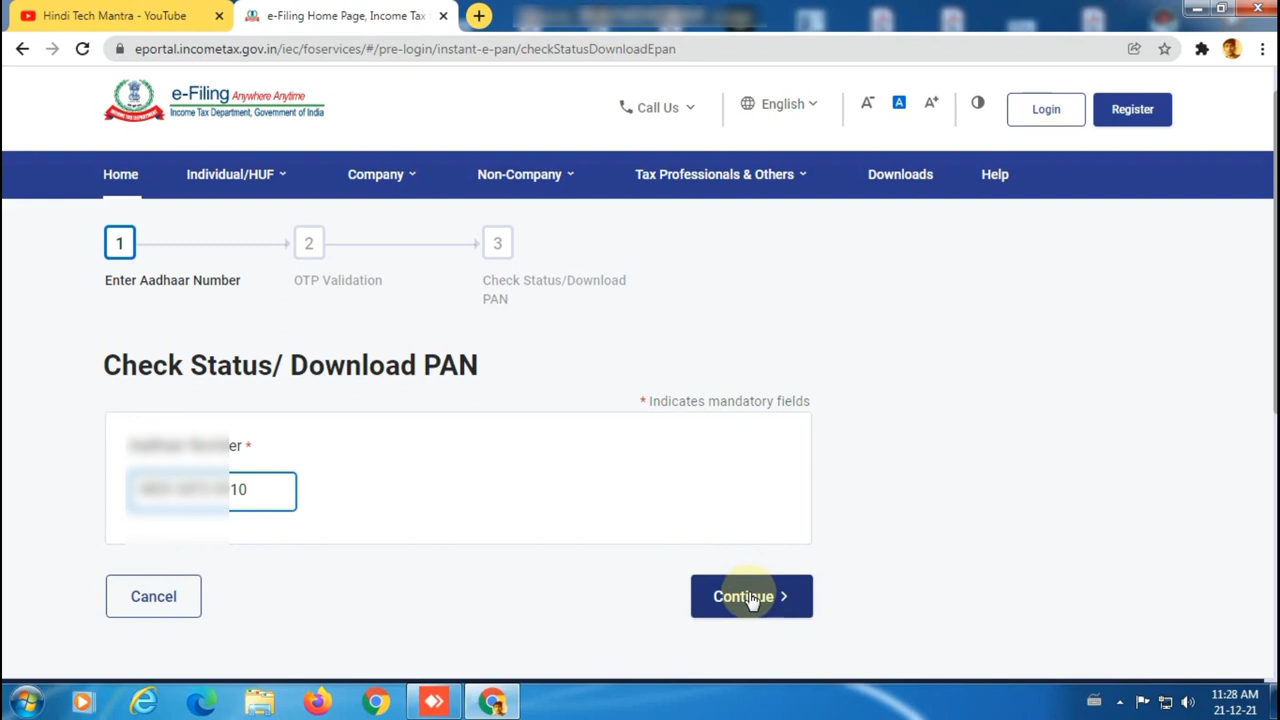 Hindi Tech Mantra - YouTube
e-Filing Home Page, Income Tax
eportal.incometax.gov.in/iec/foservices/#/pre-login/instant-e-pan/checkStatusDownloadEpan
e-Filing Anywhere Anytime
Income Tax Department, Government of India
Call Us
English
A-
A
A+
Login
Register
Home
Individual/HUF
Company
Non-Company
Tax Professionals & Others
Downloads
Help
1
2
3
Enter Aadhaar Number
OTP Validation
Check Status/Download
PAN
Check Status/ Download PAN
* Indicates mandatory fields
er *
10
Cancel
Continue >
11:28 AM
21-12-21